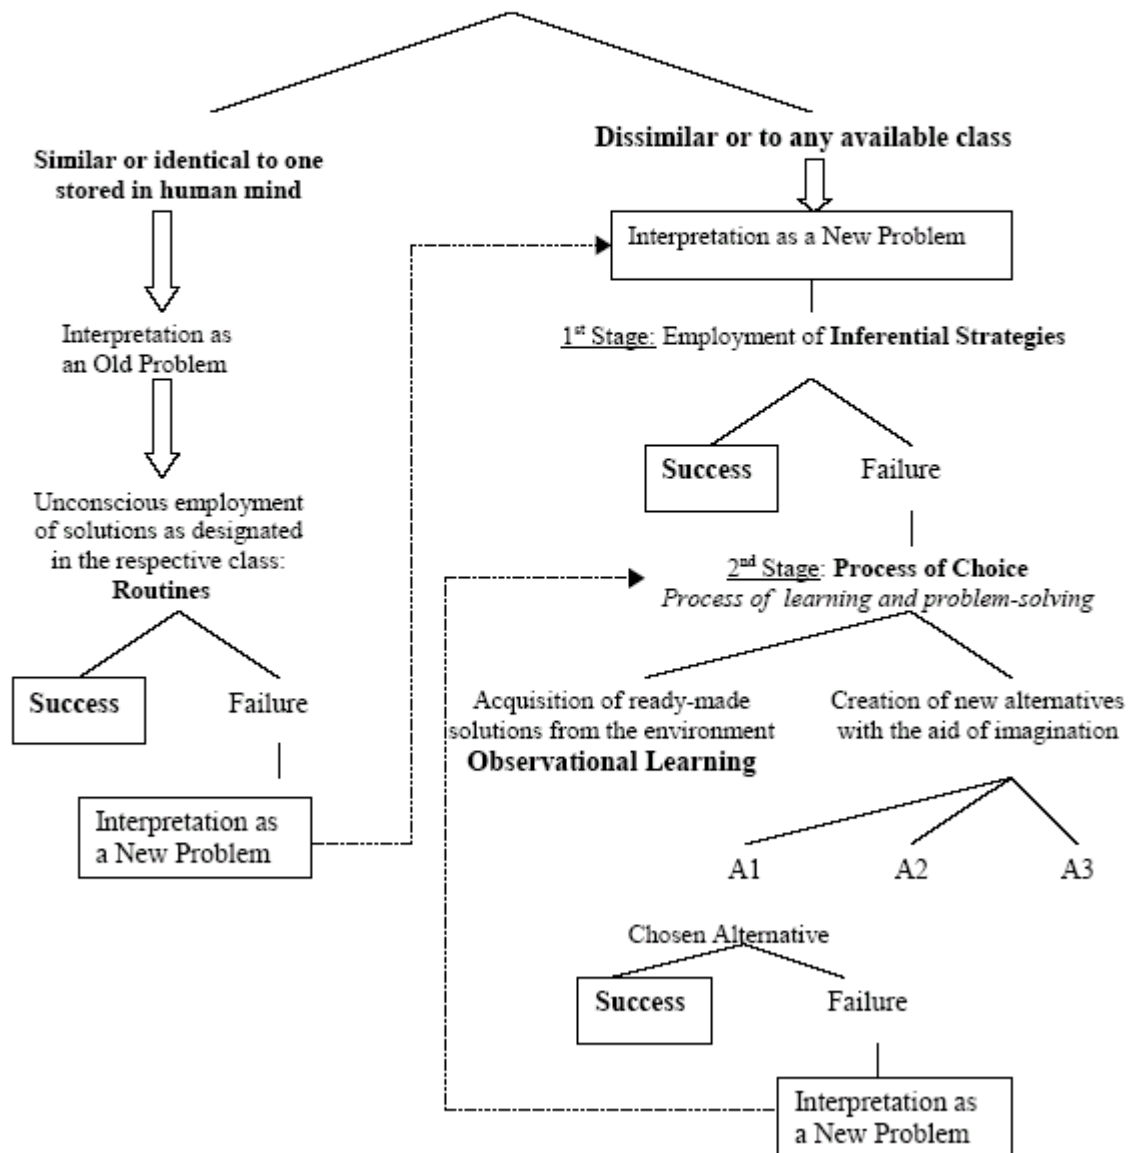 Similar or identical to one
stored in human mind
Interpretation as
an Old Problem
Unconscious employment
of solutions as designated
in the respective class:
Routines
Success
Failure
Interpretation as
a New Problem
Dissimilar or to any available class
Interpretation as a New Problem
1st Stage: Employment of Inferential Strategies
Success
Failure
2nd Stage: Process of Choice
Process of learning and problem-solving
Acquisition of ready-made
solutions from the environment
Observational Learning
Creation of new alternatives
with the aid of imagination
A1
A2
A3
Chosen Alternative
Success
Failure
Interpretation as
a New Problem